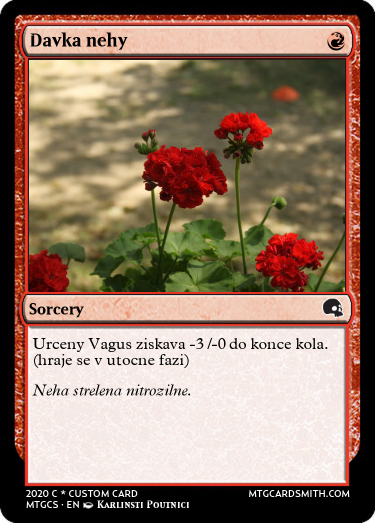 Davka nehy
Sorcery
Urceny Vagus ziskava -3/-0 do konce kola.
(hraje se v utocne fazi)
Neha strelena nitrozilne.
2020 C * CUSTOM CARD
MTGCARDSMITH.COM
MTGCS · EN Karlinsti Poutnici